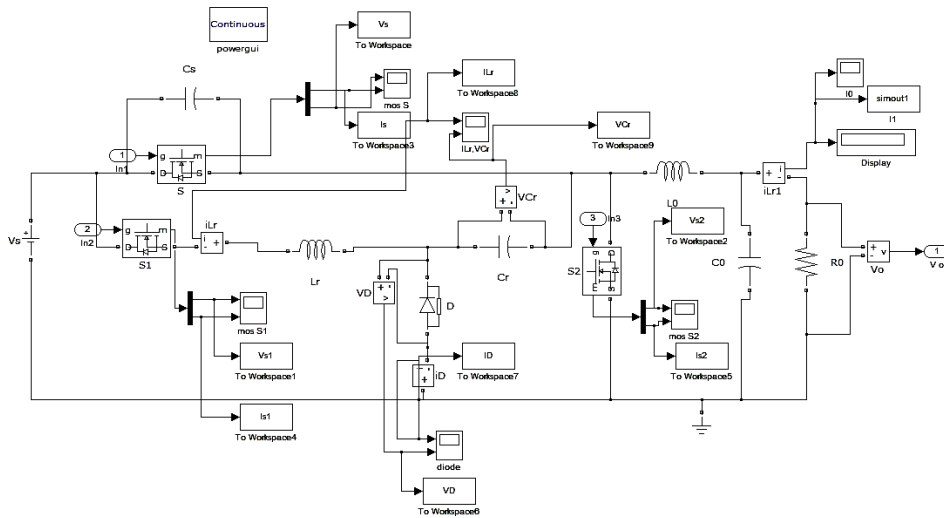 Continuous
powergui
Vs
To Workspace
Cs
mos S
ILr
To Workspace8
I0
simout1
I1
Is
To Workspace3
ILr,VCr
VCr
To Workspace9
Display
1
In1
g
m
D
S
S
VCr
L0
i
iLr1
Vs
2
In2
g
m
D
S
S1
iLr
i
Lr
Cr
3
In3
g
D
m
S
S2
Vs2
To Workspace2
C0
R0
v
Vo
1
V o
VD
D
mos S1
mos S2
Vs1
To Workspace1
ID
To Workspace7
iD
Is2
To Workspace5
Is1
To Workspace4
diode
VD
To Workspace6